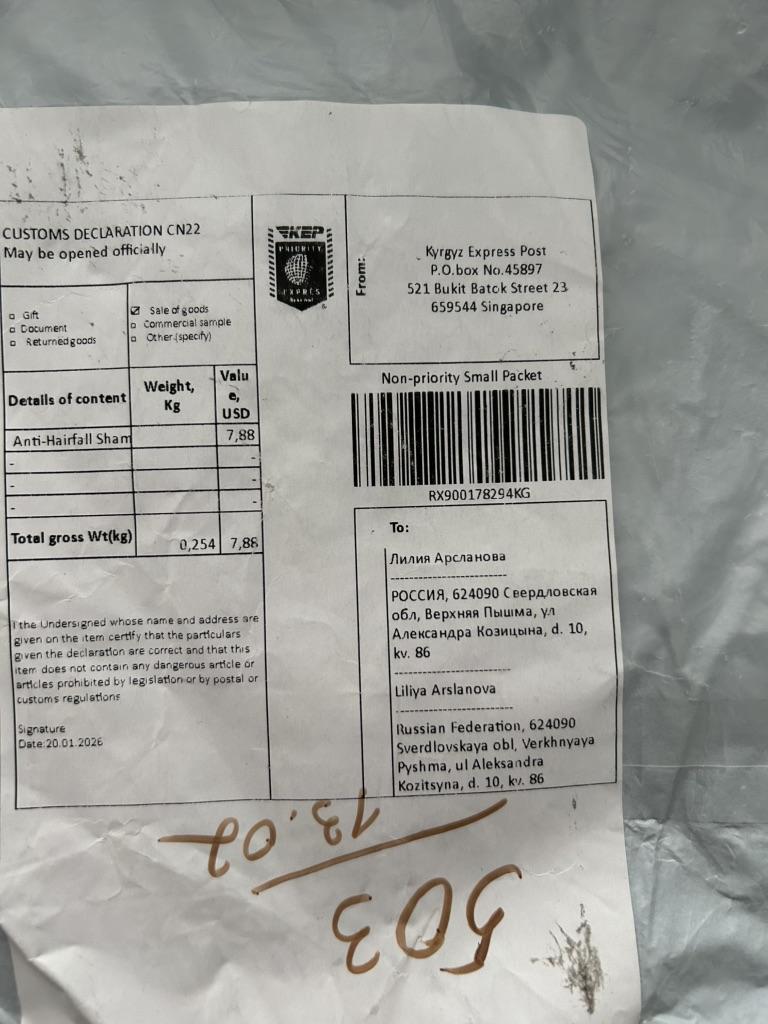 CUSTOMS DECLARATION CN22
May be opened officially
Gift
Document
Returned goods
☑ Sale of goods
Commercial sample
Other (specify)
Details of content Weight, Kg Value, USD
Anti-Hairfall Sham 7,88
- -
- -
- -
Total gross Wt(kg) 0,254 7,88
I the Undersigned whose name and address are
given on the item certify that the particulars
given the declaration are correct and that this
item does not contain any dangerous article or
articles prohibited by legislation or by postal or
customs regulations
Signature
Date:20.01.2026
KEP
PRIORITY
From:
Kyrgyz Express Post
P.O.box No.45897
521 Bukit Batok Street 23
659544 Singapore
Non-priority Small Packet
RX900178294KG
To:
Лилия Арсланова
РОССИЯ, 624090 Свердловская
обл, Верхняя Пышма, ул
Александра Козицына, d. 10,
kv. 86
Liliya Arslanova
Russian Federation, 624090
Sverdlovskaya obl, Verkhnyaya
Pyshma, ul Aleksandra
Kozitsyna, d. 10, kv. 86
503
13.02